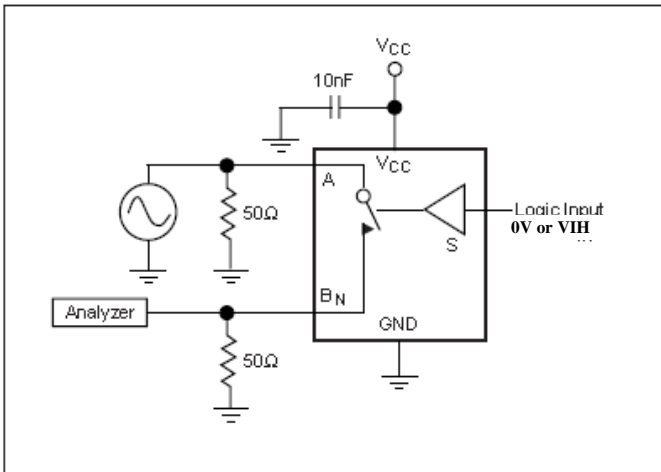 VCC
10nF
VCC
A
50Ω
Logic Input
0V or VIH
S
Analyzer
BN
GND
50Ω